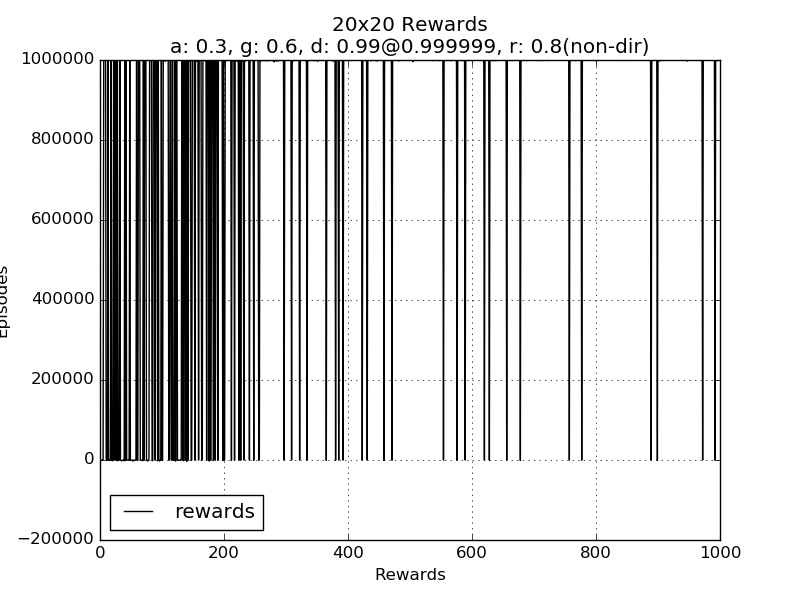 20x20 Rewards
a: 0.3, g: 0.6, d: 0.99@0.999999, r: 0.8(non-dir)
1000000
800000
600000
400000
200000
0
−200000
Episodes
rewards
0 200 400 600 800 1000
Rewards